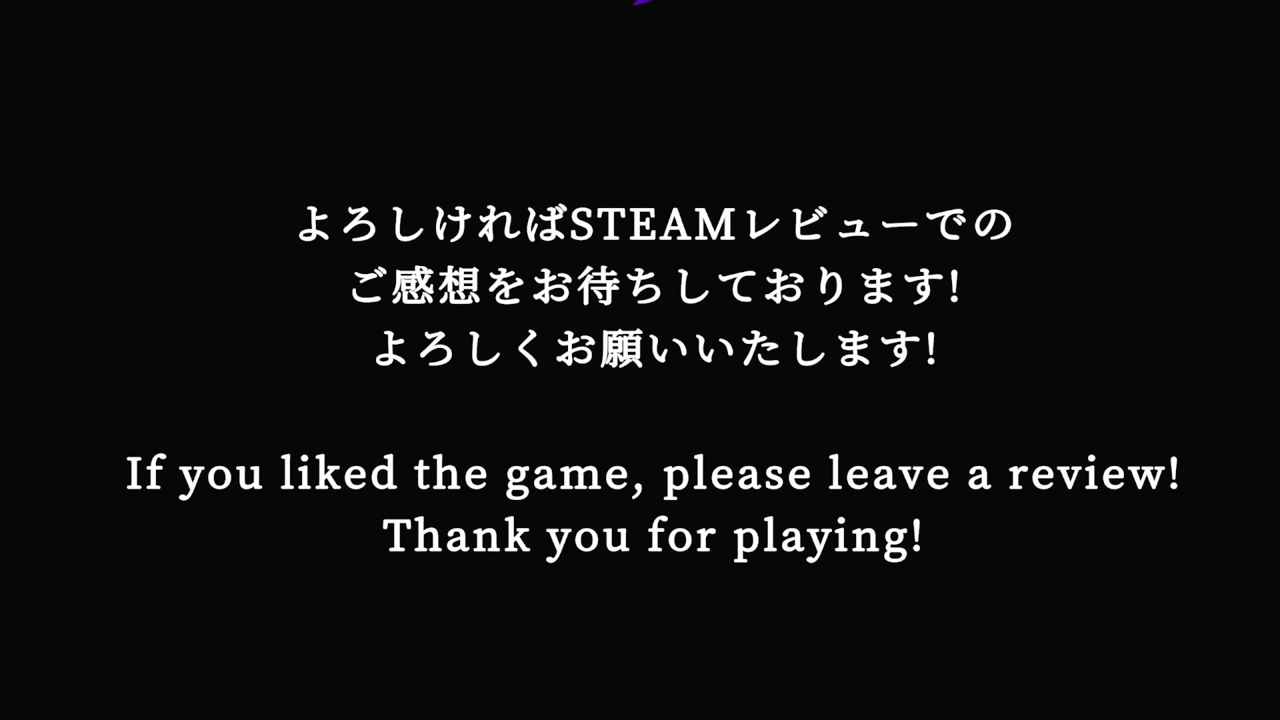 よろしければSTEAMレビューでの
ご感想をお待ちしております!
よろしくお願いいたします!
If you liked the game, please leave a review!
Thank you for playing!